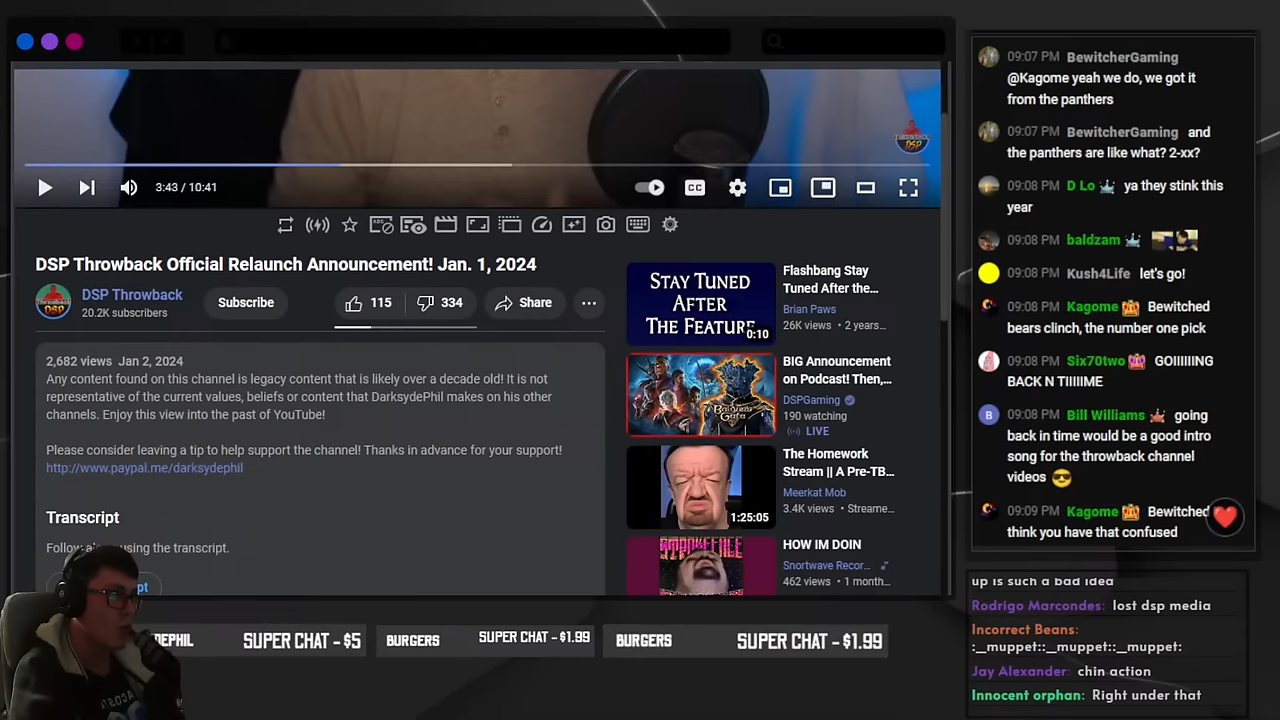 3:43 / 10:41
CC
DSP Throwback Official Relaunch Announcement! Jan. 1, 2024
DSP Throwback
20.2K subscribers
Subscribe
115
334
Share
2,682 views Jan 2, 2024
Any content found on this channel is legacy content that is likely over a decade old! It is not
representative of the current values, beliefs or content that DarksydePhil makes on his other
channels. Enjoy this view into the past of YouTube!
Please consider leaving a tip to help support the channel! Thanks in advance for your support!
http://www.paypal.me/darksydephil
Transcript
using the transcript.
STAY TUNED
AFTER
THE FEATURE
0:10
Flashbang Stay
Tuned After the...
Brian Paws
26K views • 2 years...
BIG Announcement
on Podcast! Then,...
DSPGaming
190 watching
LIVE
1:25:05
The Homework
Stream || A Pre-TB...
Meerkat Mob
3.4K views • Streame...
HOW IM DOIN
Snortwave Recor...
462 views • 1 month...
DEPHIL SUPER CHAT - $5
BURGERS SUPER CHAT - $1.99
BURGERS SUPER CHAT - $1.99
09:07 PM BewitcherGaming
@Kagome yeah we do, we got it
from the panthers
09:07 PM BewitcherGaming and
the panthers are like what? 2-xx?
09:08 PM D Lo ya they stink this
year
09:08 PM baldzam
09:08 PM Kush4Life let's go!
09:08 PM Kagome Bewitched
bears clinch, the number one pick
09:08 PM Six70two GOIIIIING
BACK N TIIIIIME
B 09:08 PM Bill Williams going
back in time would be a good intro
song for the throwback channel
videos 😎
09:09 PM Kagome Bewitched
think you have that confused
up is such a bad idea
Rodrigo Marcondes: lost dsp media
Incorrect Beans:
:_muppet::_muppet::_muppet:
Jay Alexander: chin action
Innocent orphan: Right under that